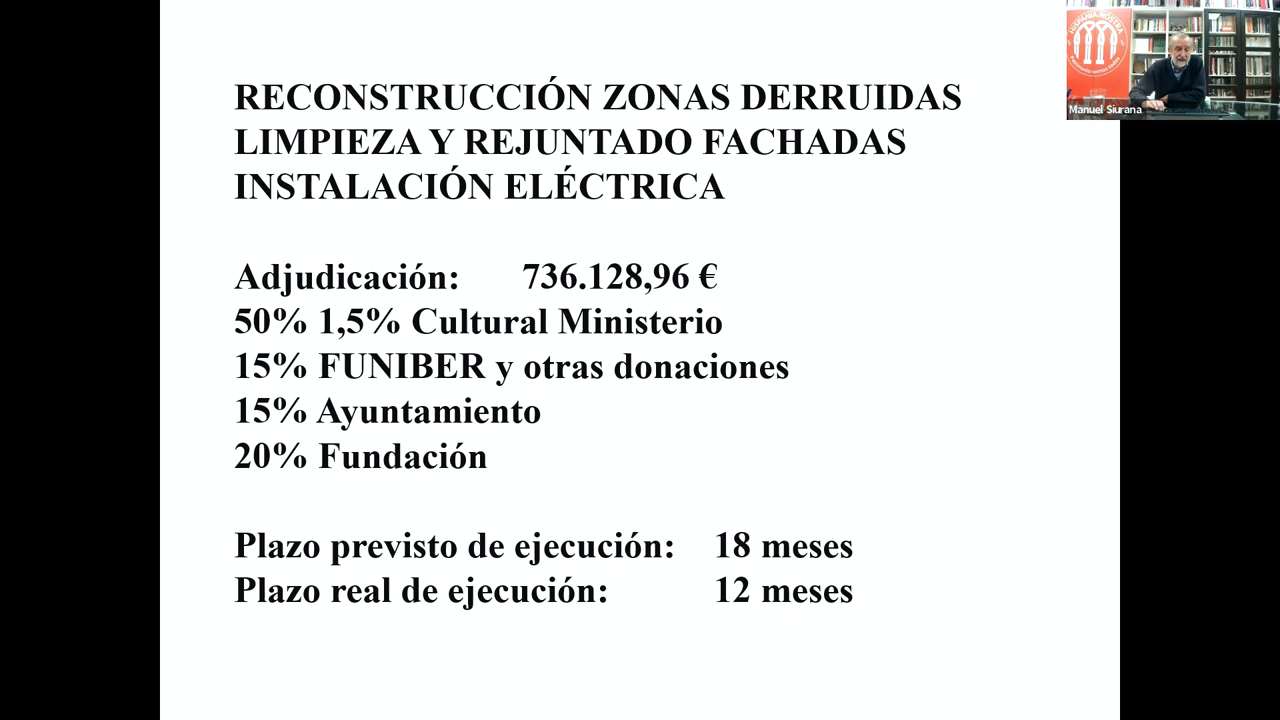 RECONSTRUCCIÓN ZONAS DERRUIDAS
LIMPIEZA Y REJUNTADO FACHADAS
INSTALACIÓN ELÉCTRICA
Adjudicación: 736.128,96 €
50% 1,5% Cultural Ministerio
15% FUNIBER y otras donaciones
15% Ayuntamiento
20% Fundación
Plazo previsto de ejecución: 18 meses
Plazo real de ejecución: 12 meses
HISPANIA NOSTRA
Manuel Siurana